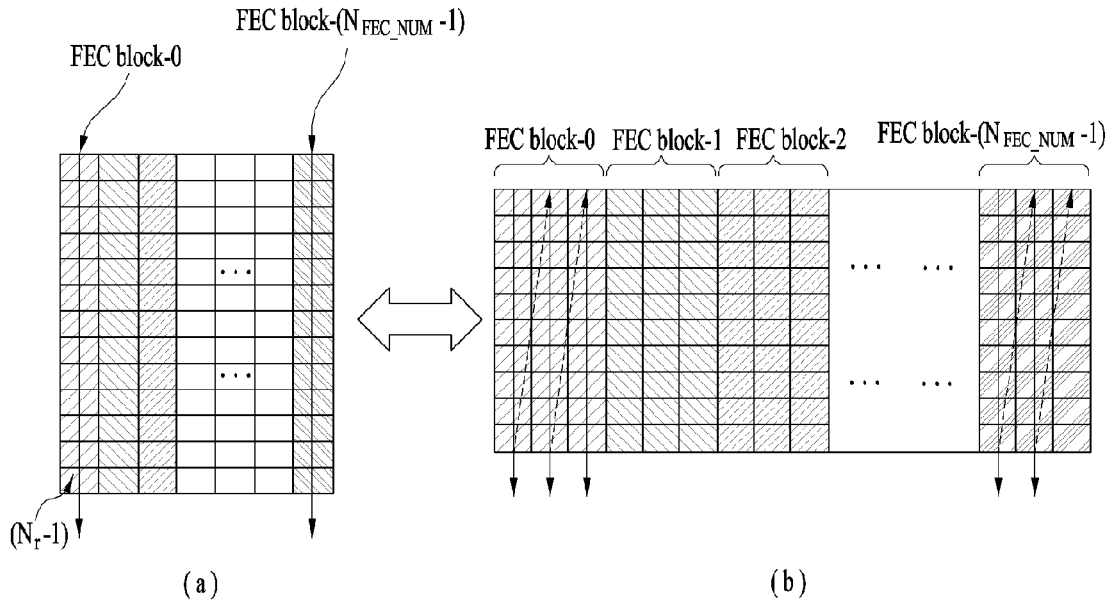 FEC block-(N_FEC_NUM -1)
FEC block-0
(N_r-1)
(a)
FEC block-0 FEC block-1 FEC block-2 FEC block-(N_FEC_NUM -1)
... ...
... ...
...
...
(b)